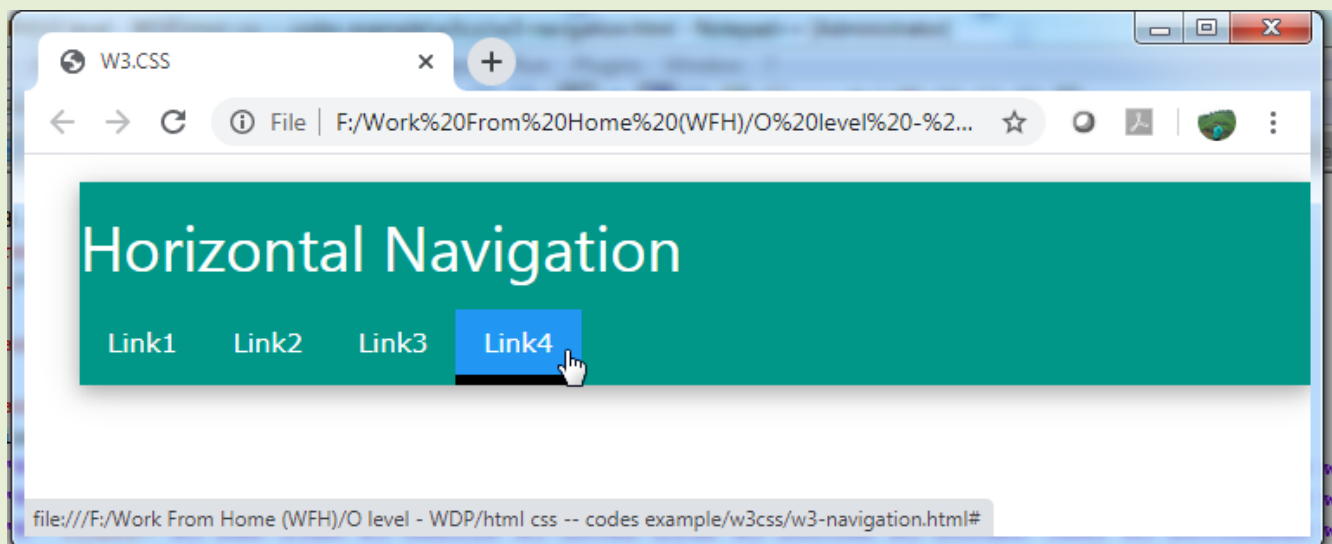 W3.CSS
File F:/Work%20From%20Home%20(WFH)/O%20level%20-%2...
Horizontal Navigation
Link1 Link2 Link3 Link4
file:///F:/Work From Home (WFH)/O level - WDP/html css -- codes example/w3css/w3-navigation.html#